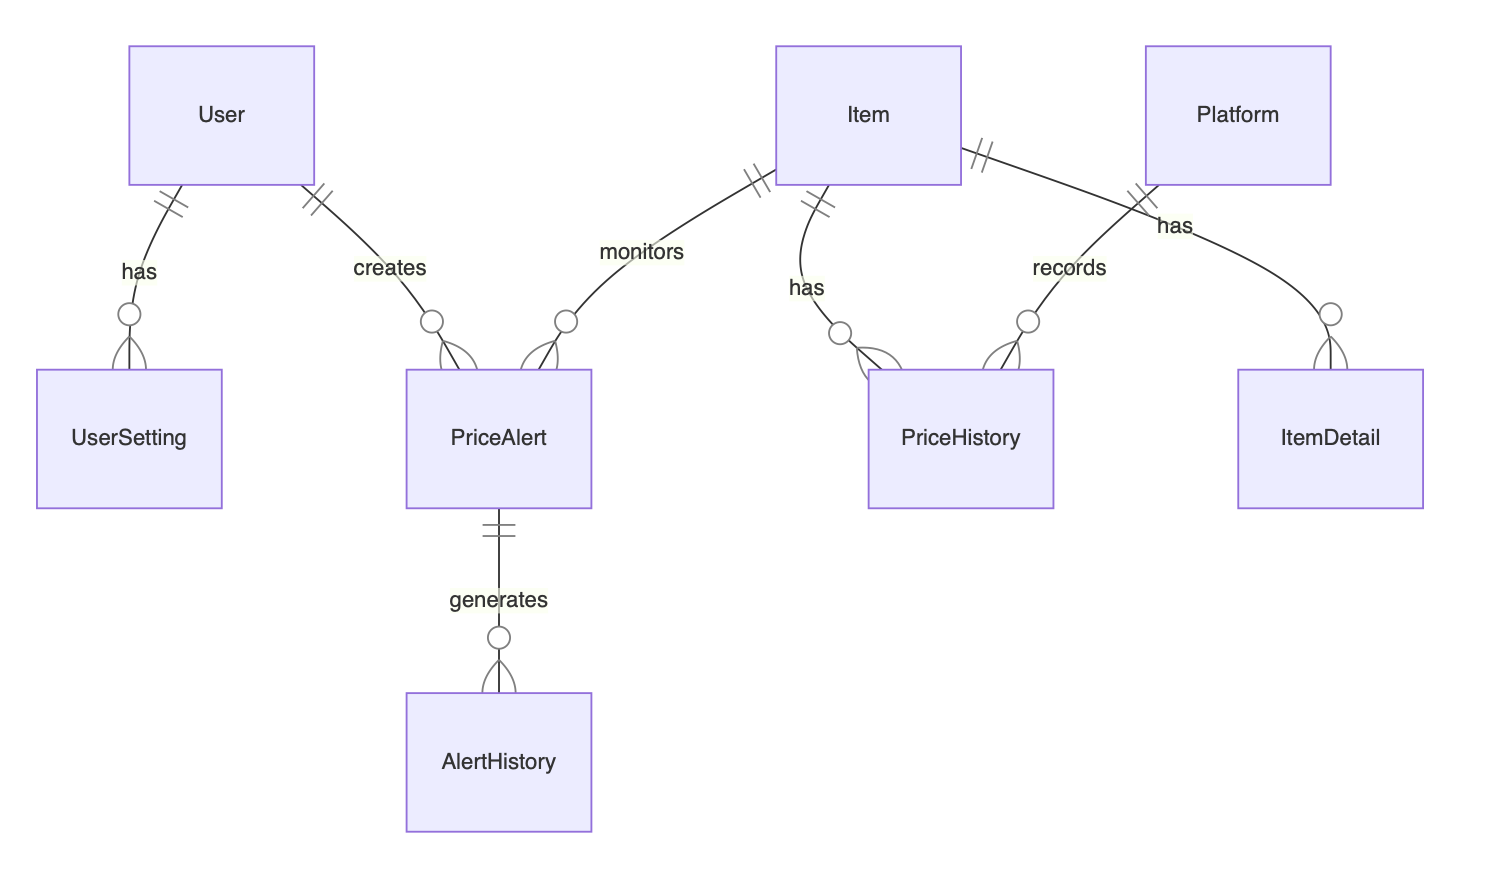 User
Item
Platform
has
creates
monitors
has
records
has
UserSetting
PriceAlert
PriceHistory
ItemDetail
generates
AlertHistory